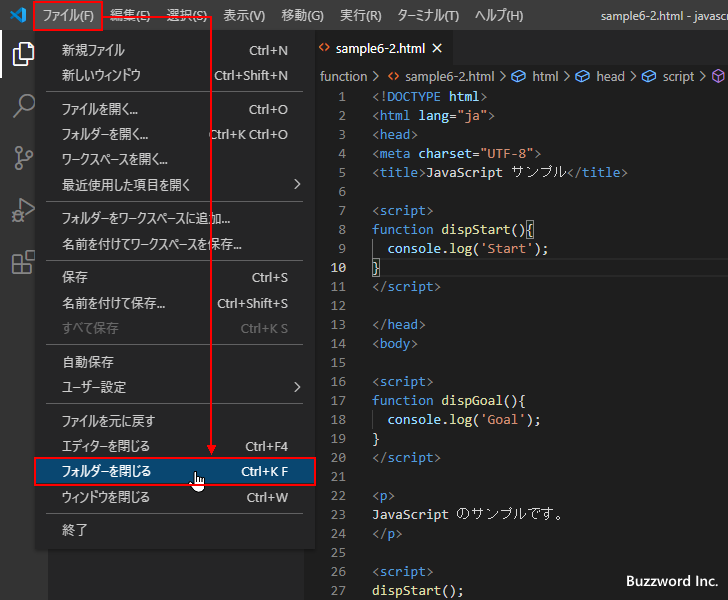 ファイル(F) 編集(E) 選択(S) 表示(V) 移動(G) 実行(R) ターミナル(T) ヘルプ(H) sample6-2.html - javasc
新規ファイル Ctrl+N
新しいウィンドウ Ctrl+Shift+N
ファイルを開く... Ctrl+O
フォルダーを開く... Ctrl+K Ctrl+O
ワークスペースを開く...
最近使用した項目を開く
フォルダーをワークスペースに追加...
名前を付けてワークスペースを保存...
保存 Ctrl+S
名前を付けて保存... Ctrl+Shift+S
すべて保存 Ctrl+K S
自動保存
ユーザー設定
ファイルを元に戻す
エディターを閉じる Ctrl+F4
フォルダーを閉じる Ctrl+K F
ウィンドウを閉じる Ctrl+W
終了
sample6-2.html
function > sample6-2.html > html > head > script >
1 <!DOCTYPE html>
2 <html lang="ja">
3 <head>
4 <meta charset="UTF-8">
5 <title>JavaScript サンプル</title>
6
7 <script>
8 function dispStart(){
9 console.log('Start');
10 }
11 </script>
12
13 </head>
14 <body>
15
16 <script>
17 function dispGoal(){
18 console.log('Goal');
19 }
20 </script>
21
22 <p>
23 JavaScript のサンプルです。
24 </p>
25
26 <script>
27 dispStart();
Buzzword Inc.